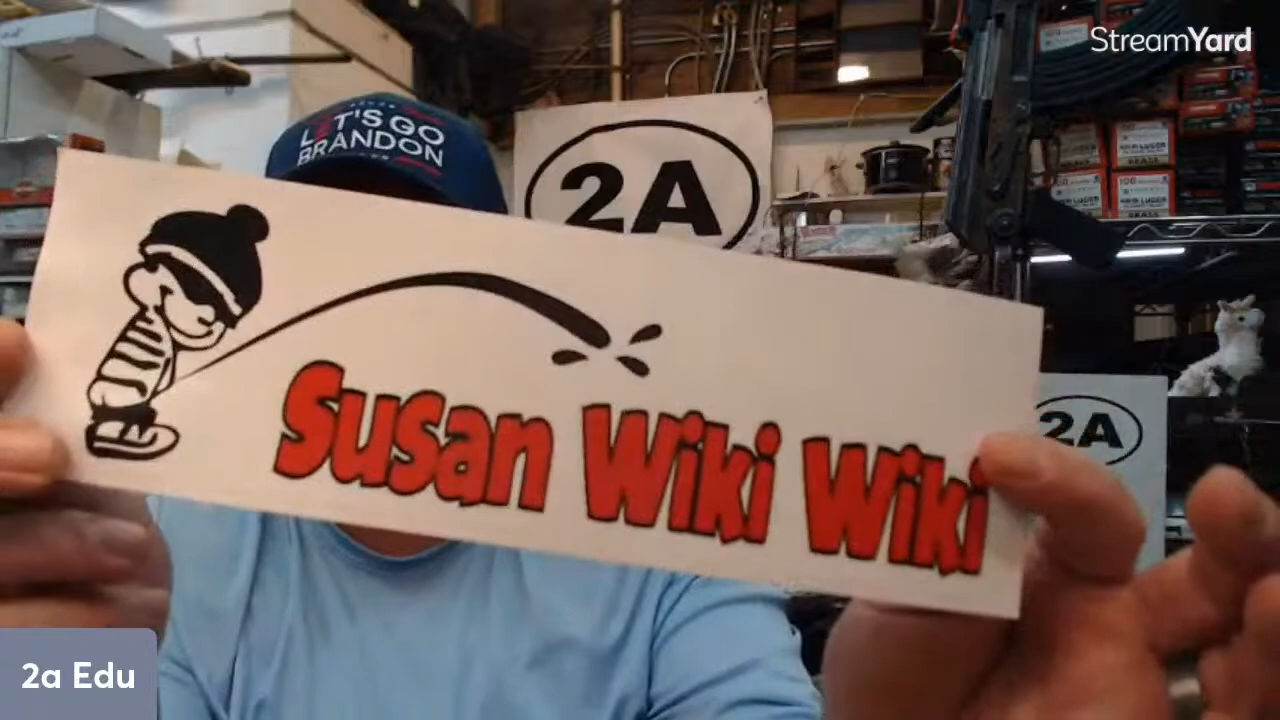 StreamYard
LET'S GO
BRANDON
2A
Susan Wiki Wiki
2A
2a Edu